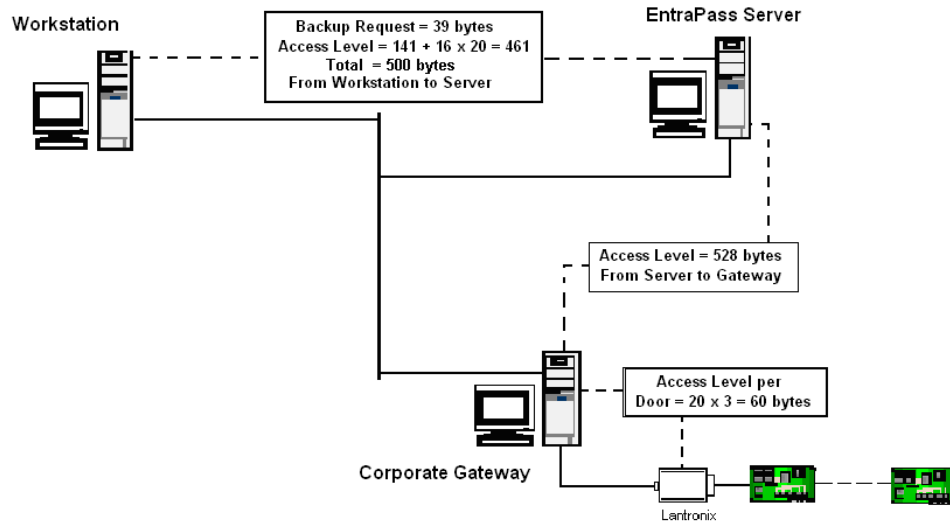 Workstation
EntraPass Server
Backup Request = 39 bytes
Access Level = 141 + 16 x 20 = 461
Total = 500 bytes
From Workstation to Server
Access Level = 528 bytes
From Server to Gateway
Access Level per
Door = 20 x 3 = 60 bytes
Corporate Gateway
Lantronix